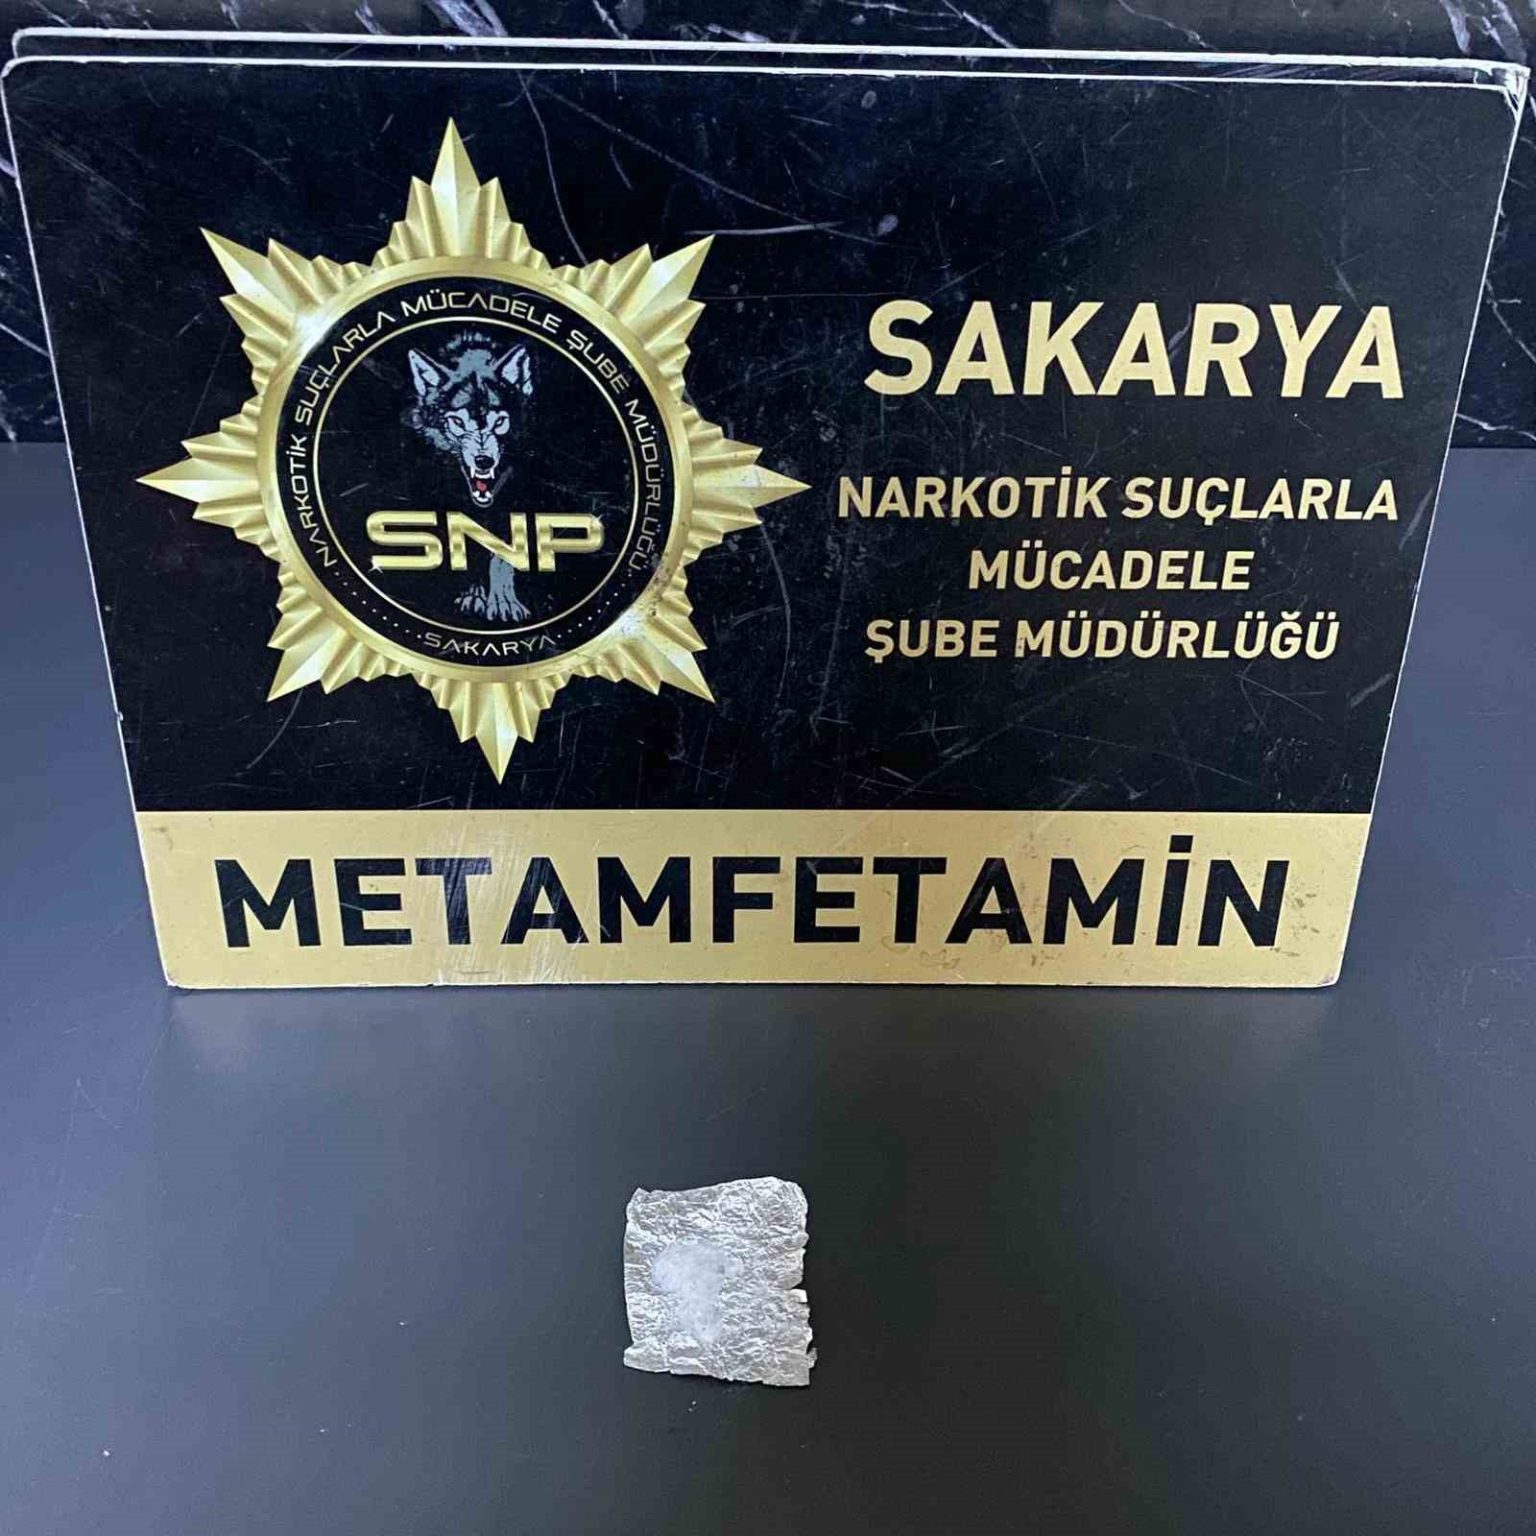 NARKOTİK SUÇLARLA MÜCADELE ŞUBE MÜDÜRLÜĞÜ
SNP
SAKARYA
SAKARYA
NARKOTİK SUÇLARLA
MÜCADELE
ŞUBE MÜDÜRLÜĞÜ
METAMFETAMİN